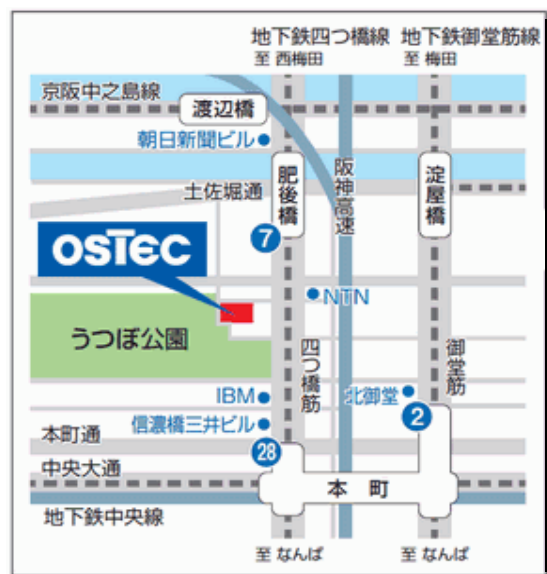 地下鉄四つ橋線
至 西梅田
地下鉄御堂筋線
至 梅田
京阪中之島線
渡辺橋
朝日新聞ビル
肥後橋
阪神高速
淀屋橋
土佐堀通
7
OSTEC
NTN
うつぼ公園
四つ橋筋
御堂筋
IBM
北御堂
2
信濃橋三井ビル
本町通
28
中央大通
本町
地下鉄中央線
至 なんば
至 なんば